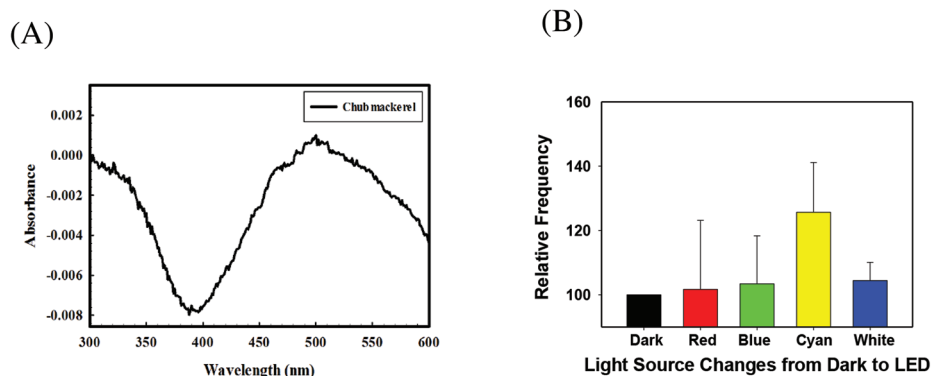 (A)
Chub mackerel
0.002
0.000
-0.002
-0.004
-0.006
-0.008
Absorbance
300 350 400 450 500 550 600
Wavelength (nm)
(B)
160
140
120
100
Relative Frequency
Dark Red Blue Cyan White
Light Source Changes from Dark to LED